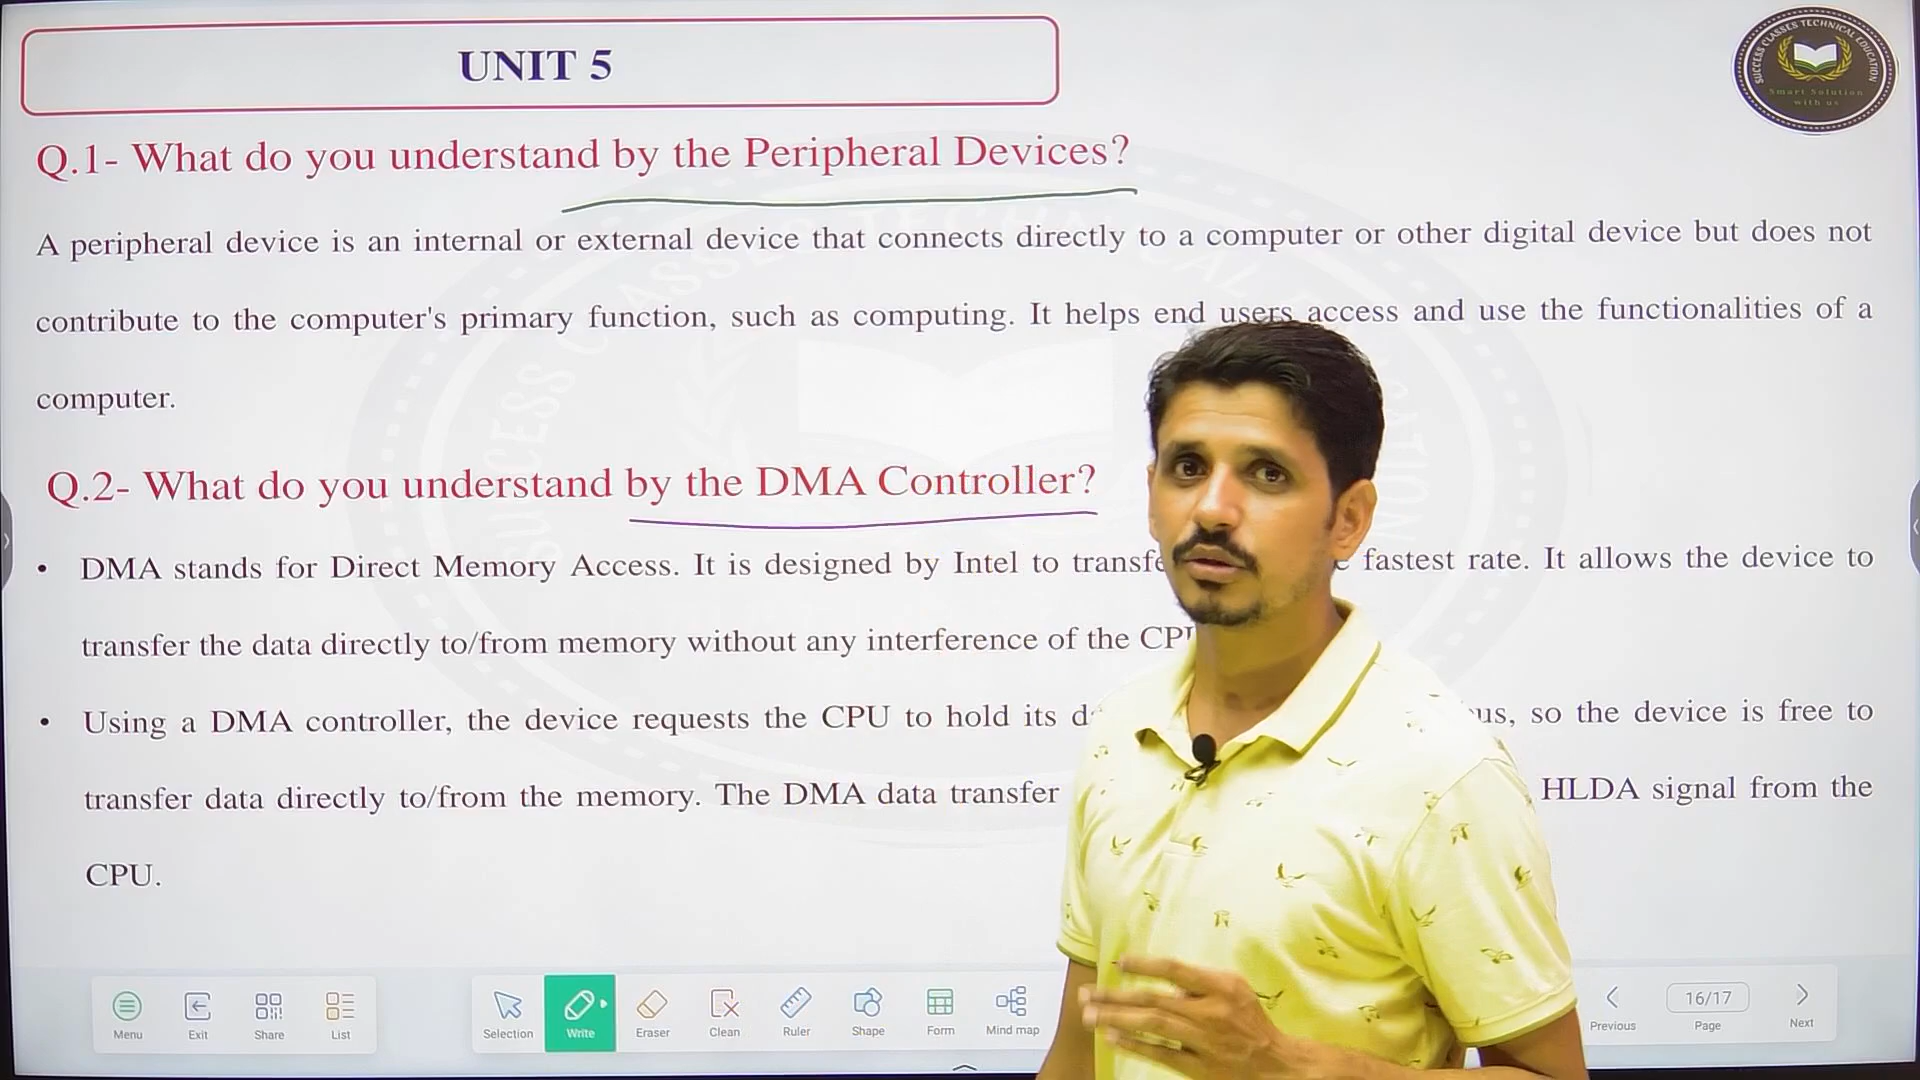 UNIT 5
SUCCESS CLASSES TECHNICAL EDUCATION
Smart Solution
with us
Q.1- What do you understand by the Peripheral Devices?
A peripheral device is an internal or external device that connects directly to a computer or other digital device but does not
contribute to the computer's primary function, such as computing. It helps end users access and use the functionalities of a
computer.
Q.2- What do you understand by the DMA Controller?
• DMA stands for Direct Memory Access. It is designed by Intel to fastest rate. It allows the device to
transfer the data directly to/from memory without any interference of the
• Using a DMA controller, the device requests the CPU to hold its so the device is free to
transfer data directly to/from the memory. The DMA data transfer HLDA signal from the
CPU.
Menu
Exit
Share
List
Selection
Write
Eraser
Clean
Ruler
Shape
Form
Mind map
Previous
16/17
Page
Next